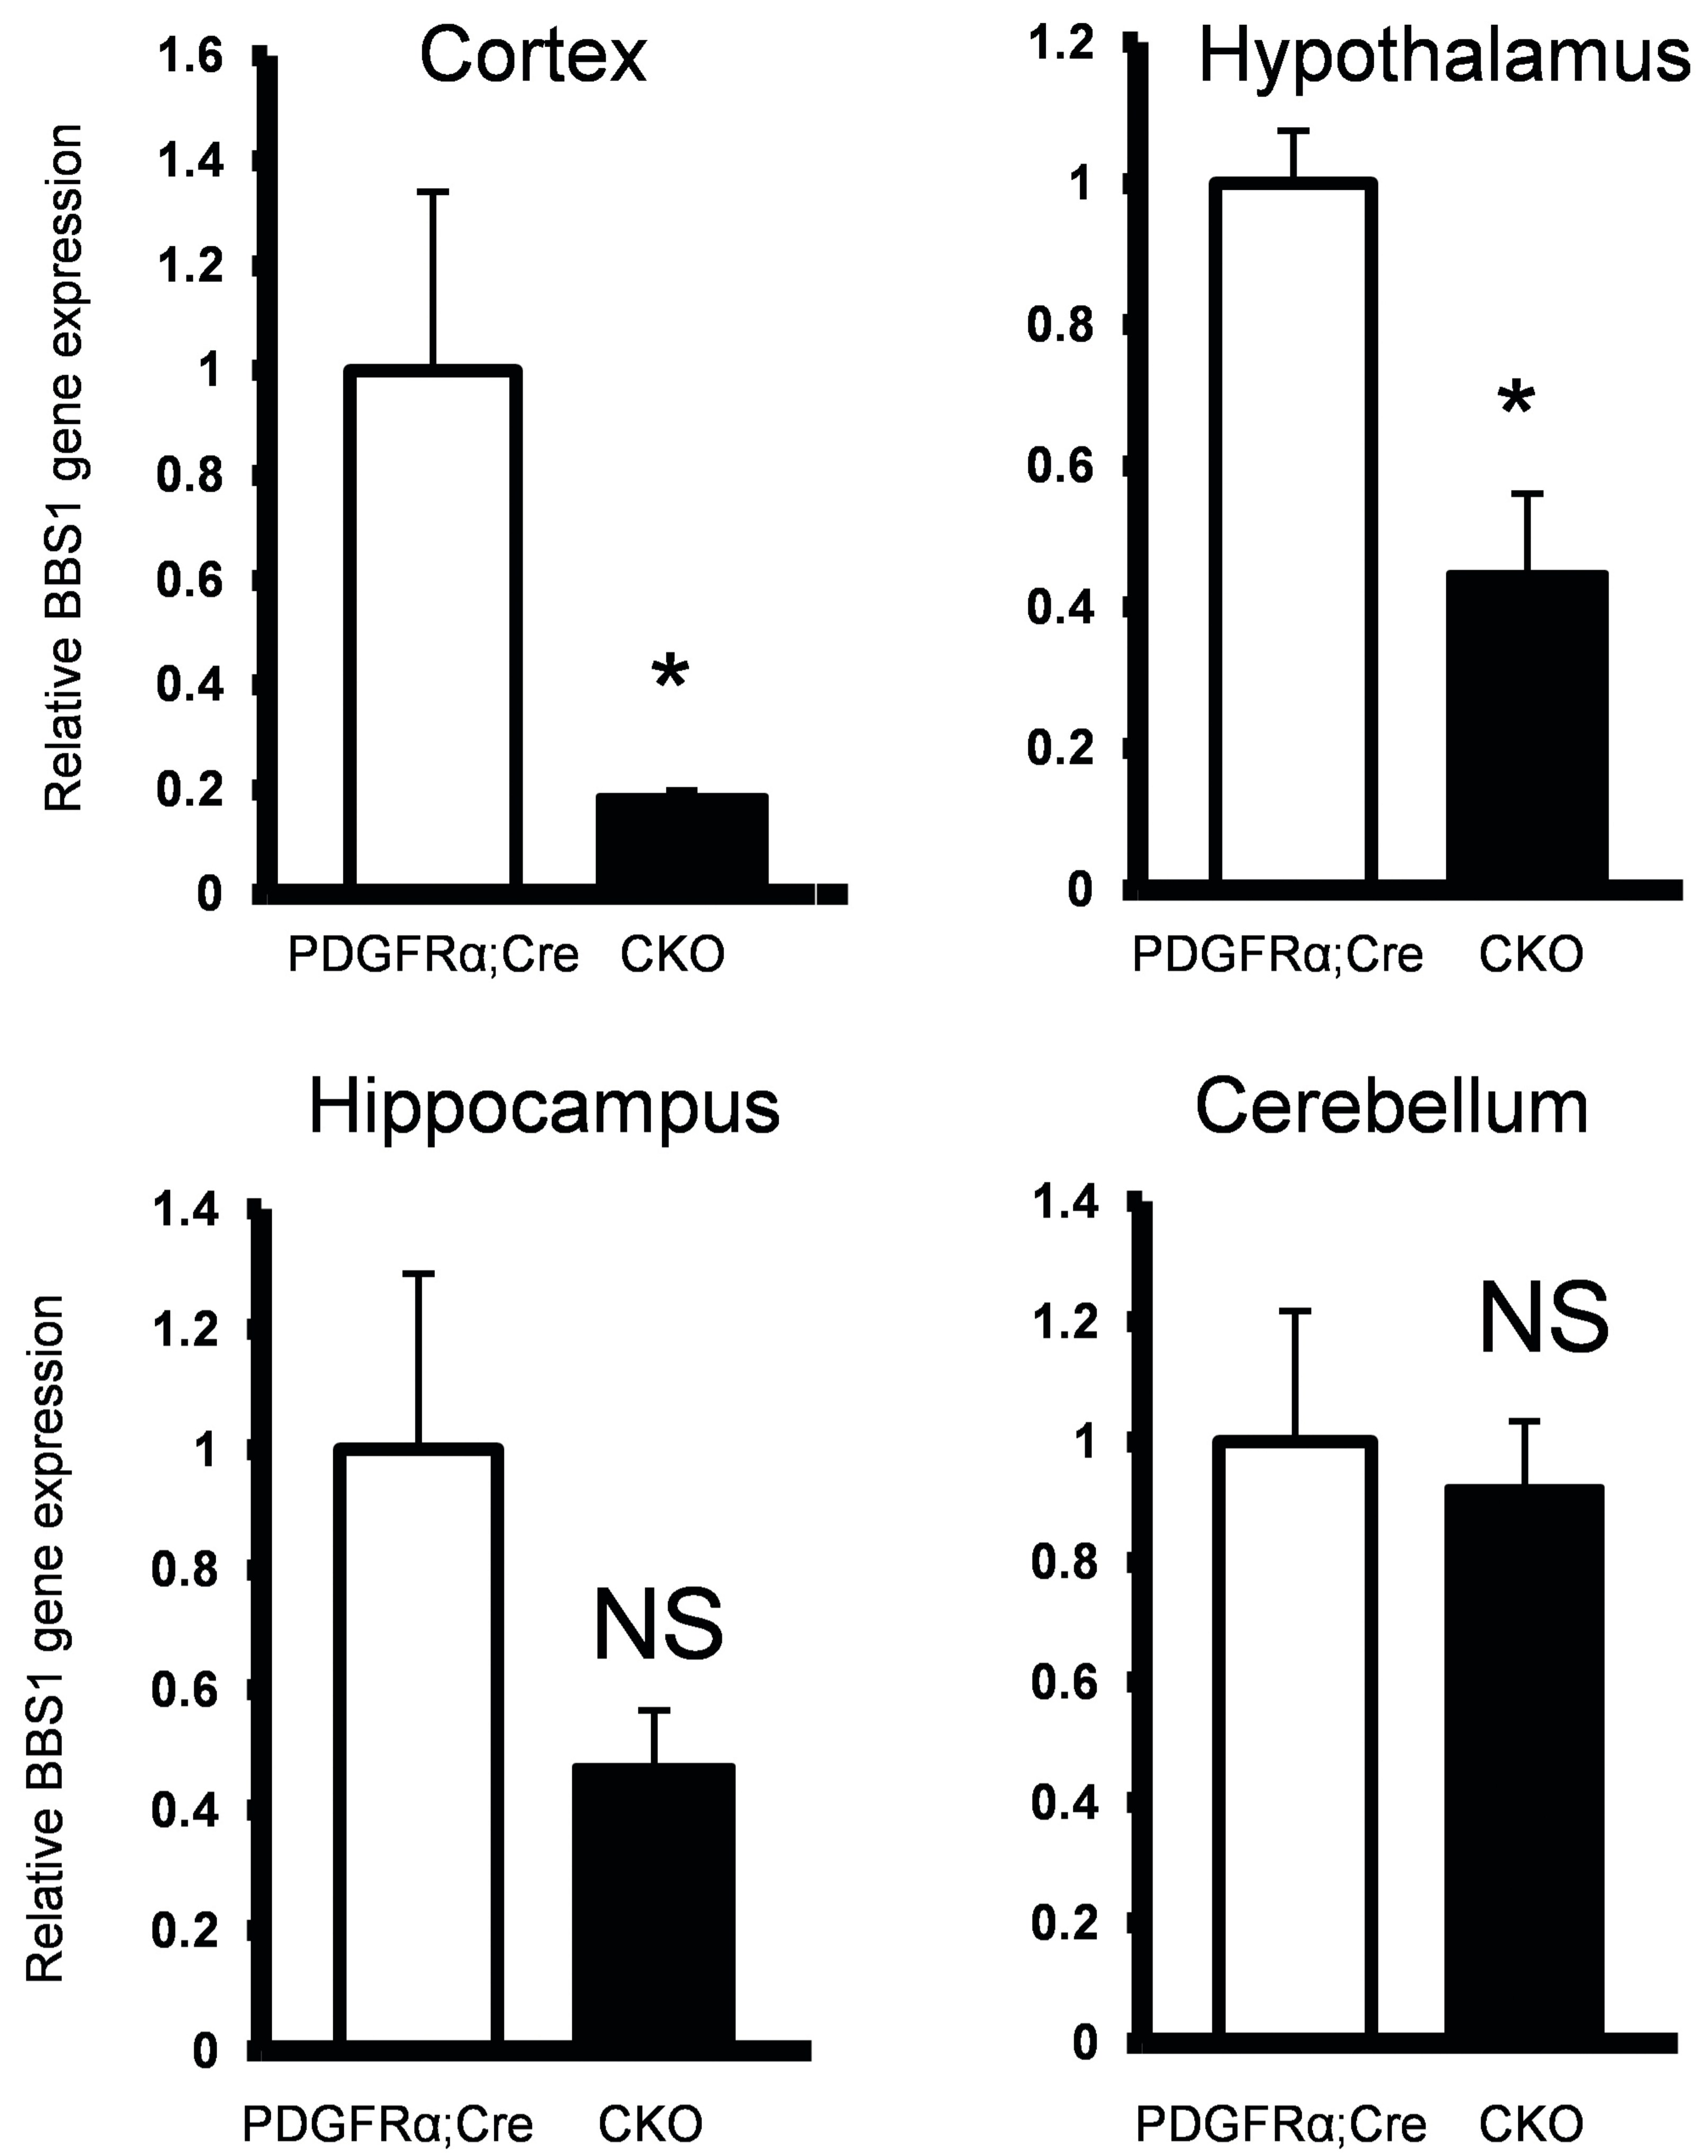 Cortex
1.6
1.4
1.2
1
0.8
0.6
0.4
0.2
0
Relative BBS1 gene expression
*
PDGFRα;Cre CKO
Hypothalamus
1.2
1
0.8
0.6
0.4
0.2
0
*
PDGFRα;Cre CKO
Hippocampus
1.4
1.2
1
0.8
0.6
0.4
0.2
0
Relative BBS1 gene expression
NS
PDGFRα;Cre CKO
Cerebellum
1.4
1.2
1
0.8
0.6
0.4
0.2
0
NS
PDGFRα;Cre CKO